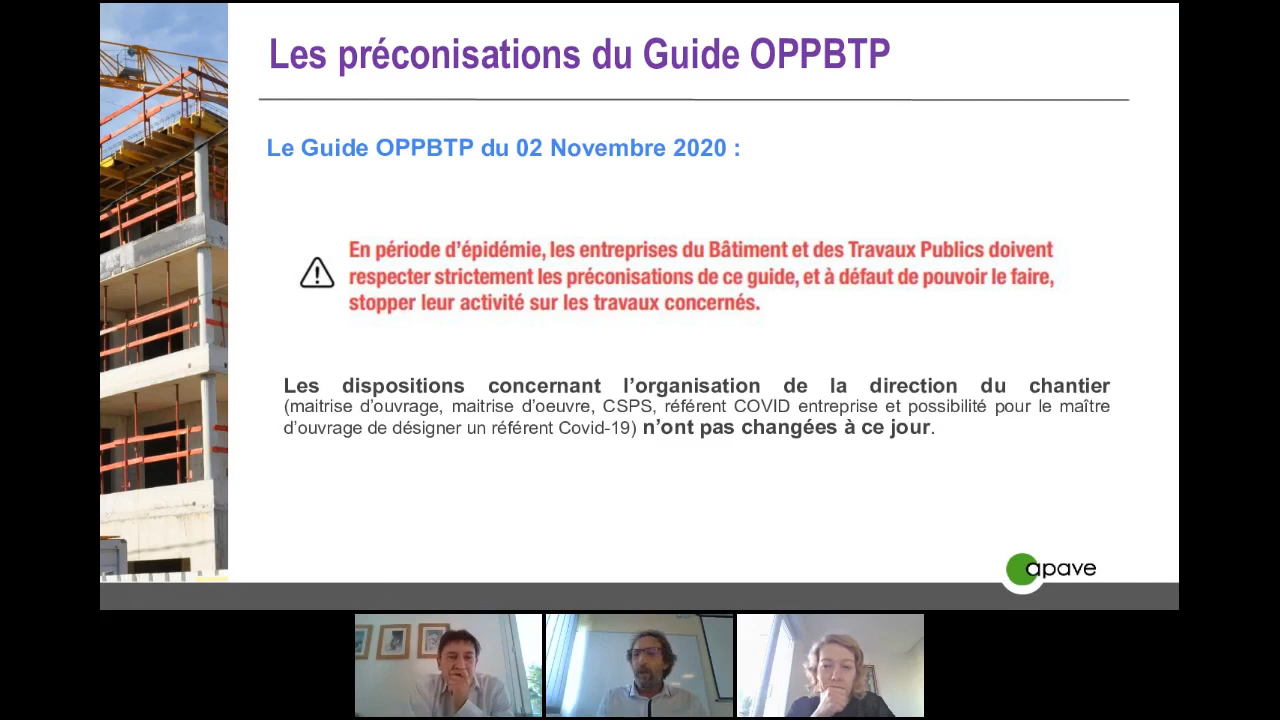 Les préconisations du Guide OPPBTP
Le Guide OPPBTP du 02 Novembre 2020 :
En période d'épidémie, les entreprises du Bâtiment et des Travaux Publics doivent
respecter strictement les préconisations de ce guide, et à défaut de pouvoir le faire,
stopper leur activité sur les travaux concernés.
Les dispositions concernant l'organisation de la direction du chantier
(maitrise d'ouvrage, maitrise d'oeuvre, CSPS, référent COVID entreprise et possibilité pour le maître
d'ouvrage de désigner un référent Covid-19) n'ont pas changées à ce jour.
apave